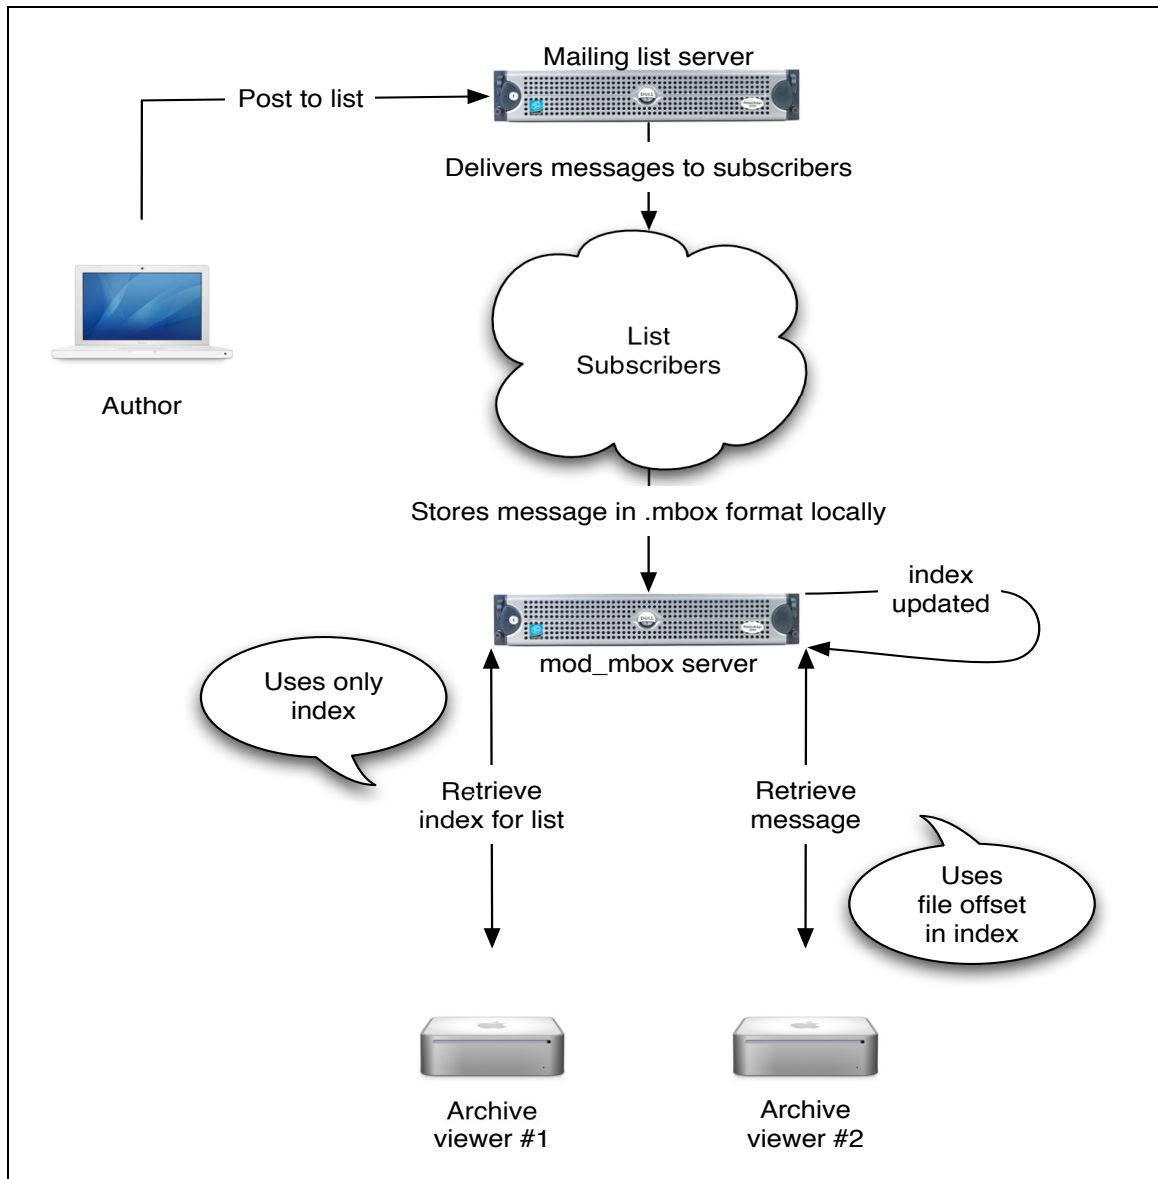 Mailing list server
Post to list
Delivers messages to subscribers
List
Subscribers
Author
Stores message in .mbox format locally
index
updated
mod_mbox server
Uses only
index
Retrieve
index for list
Retrieve
message
Uses
file offset
in index
Archive
viewer #1
Archive
viewer #2